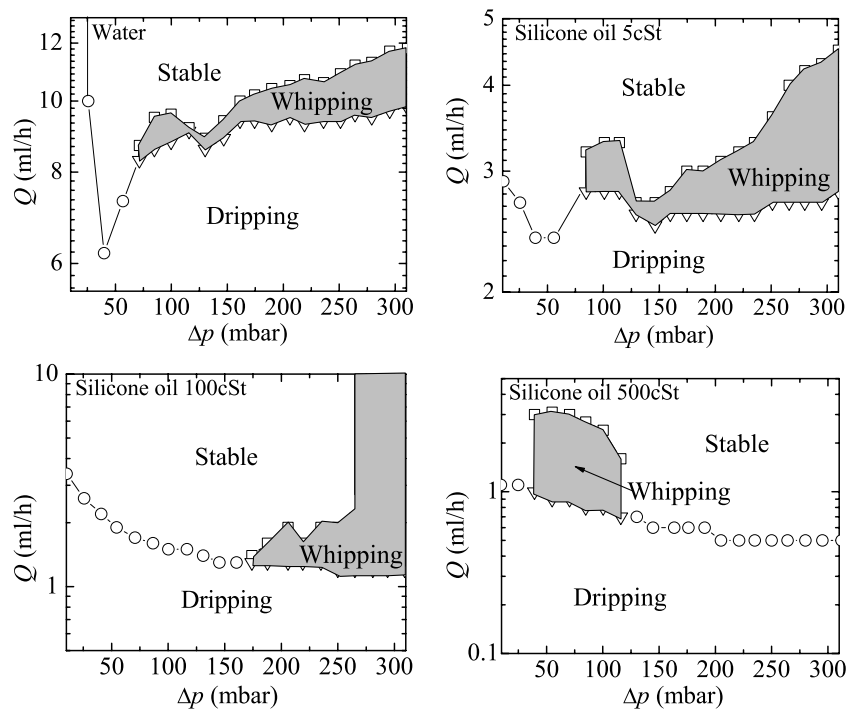 12
Water
Stable
10
Whipping
Q (ml/h)
8
Dripping
6
50 100 150 200 250 300
Δp (mbar)
5
Silicone oil 5cSt
4
Stable
Q (ml/h)
3
Whipping
Dripping
2
50 100 150 200 250 300
Δp (mbar)
10
Silicone oil 100cSt
Stable
Q (ml/h)
Whipping
1
Dripping
50 100 150 200 250 300
Δp (mbar)
Silicone oil 500cSt
Stable
1
Whipping
Q (ml/h)
Dripping
0.1
50 100 150 200 250 300
Δp (mbar)